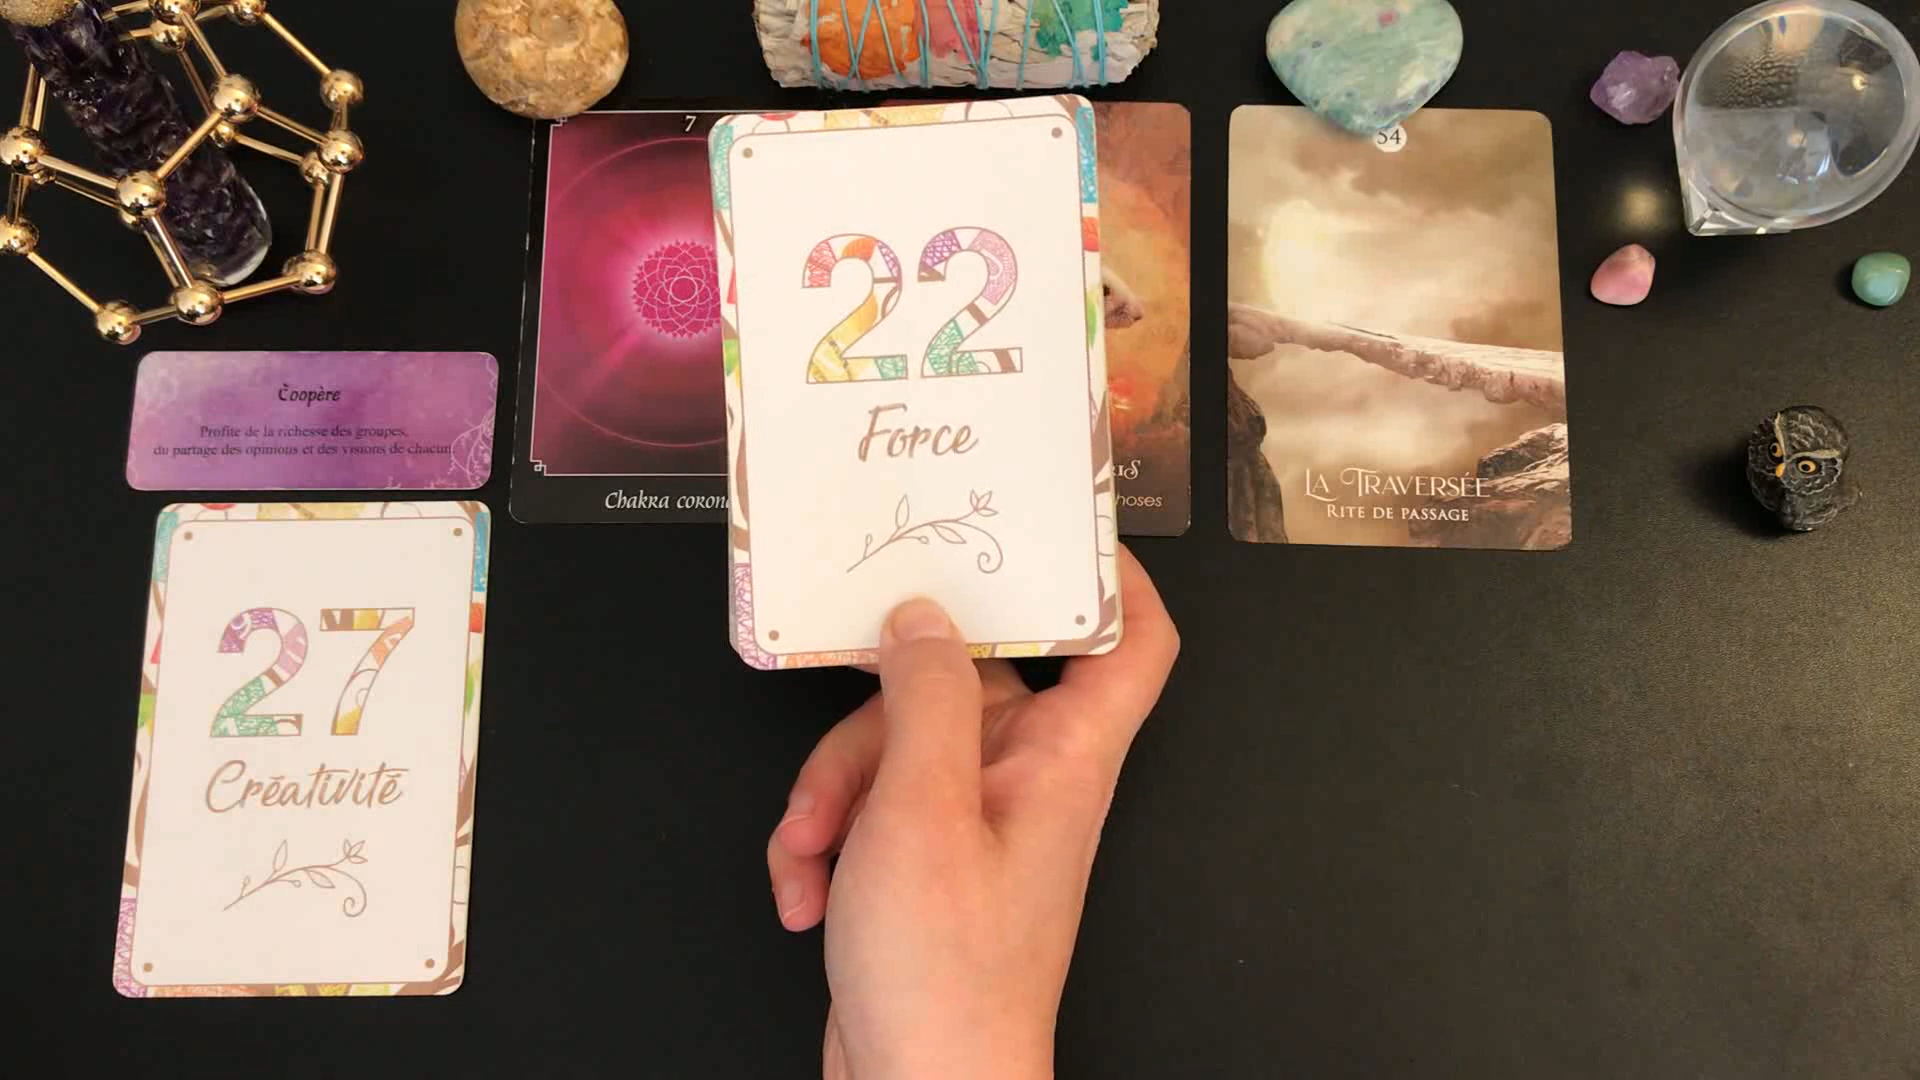 7
Chakra coron
22
Force
RIS
hoses
54
LA TRAVERSÉE
RITE DE PASSAGE
Coopère
Profite de la richesse des groupes,
du partage des opinions et des visions de chacun.
27
Créativité